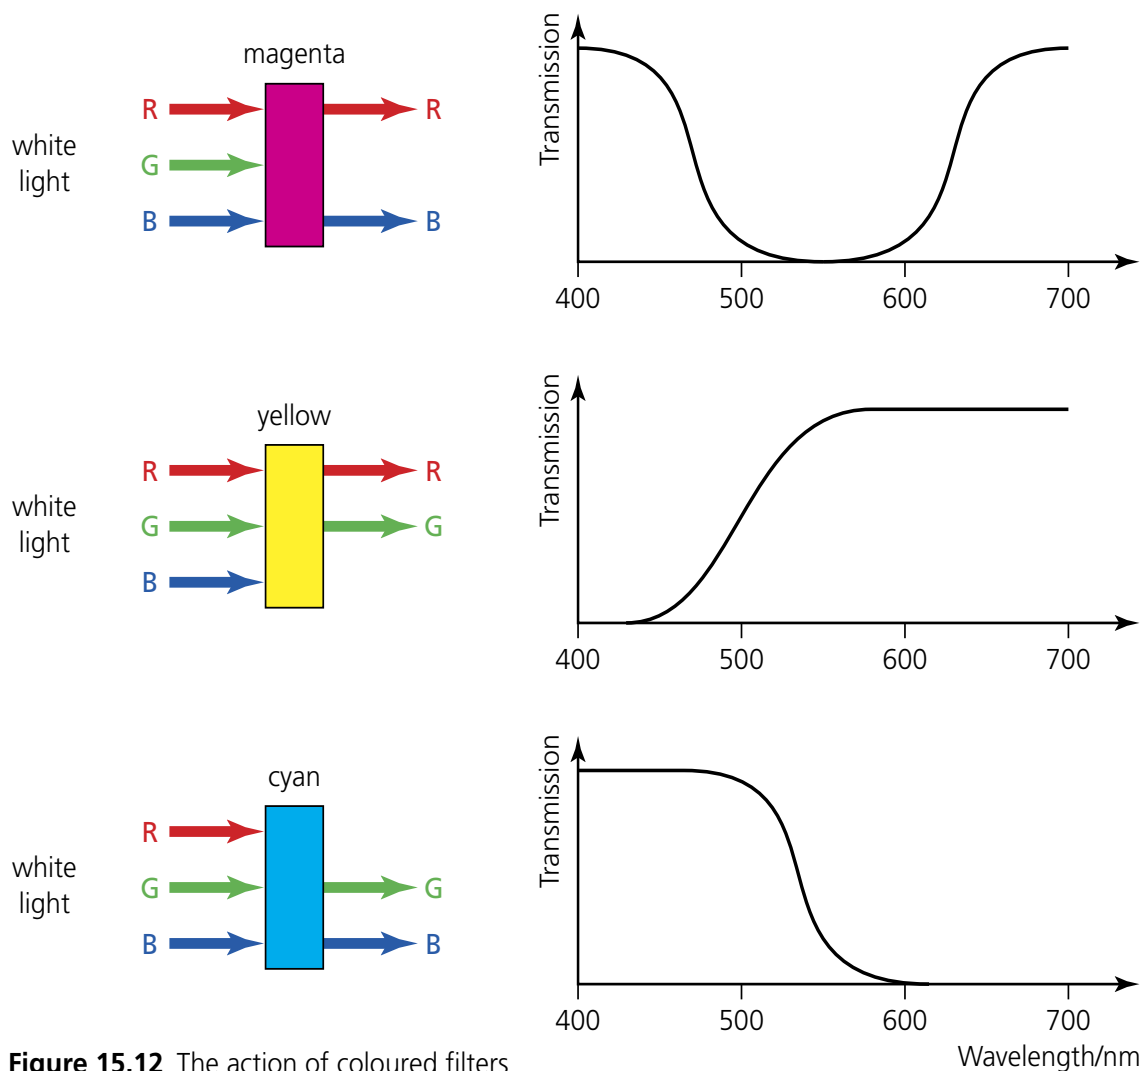 magenta
R
R
white
light
G
B
B
Transmission
400
500
600
700
yellow
R
R
white
light
G
G
B
Transmission
400
500
600
700
cyan
R
white
light
G
G
B
B
Transmission
400
500
600
700
Wavelength/nm
Figure 15.12 The action of coloured filters